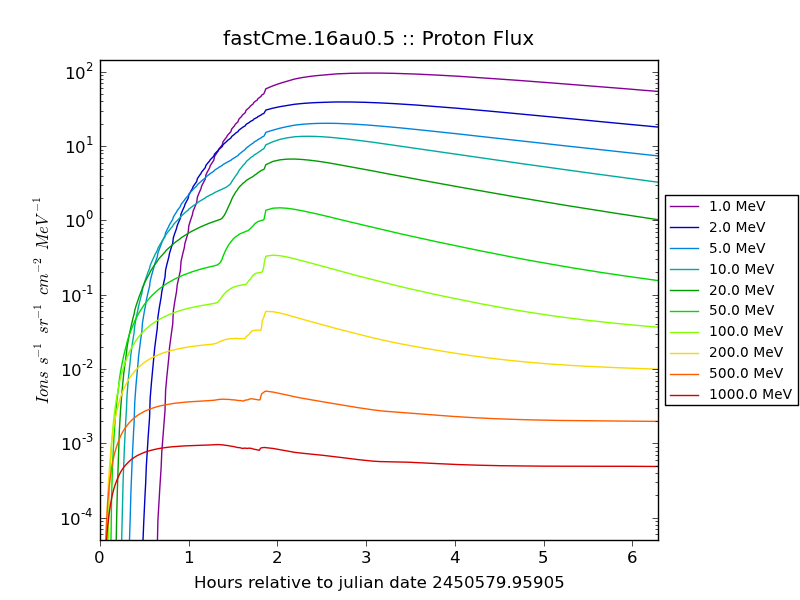 fastCme.16au0.5 :: Proton Flux
10² 
10¹
10⁰
10⁻¹
10⁻²
10⁻³
10⁻⁴
Ions s⁻¹ sr⁻¹ cm⁻² MeV⁻¹
0 1 2 3 4 5 6
Hours relative to julian date 2450579.95905
1.0 MeV
2.0 MeV
5.0 MeV
10.0 MeV
20.0 MeV
50.0 MeV
100.0 MeV
200.0 MeV
500.0 MeV
1000.0 MeV